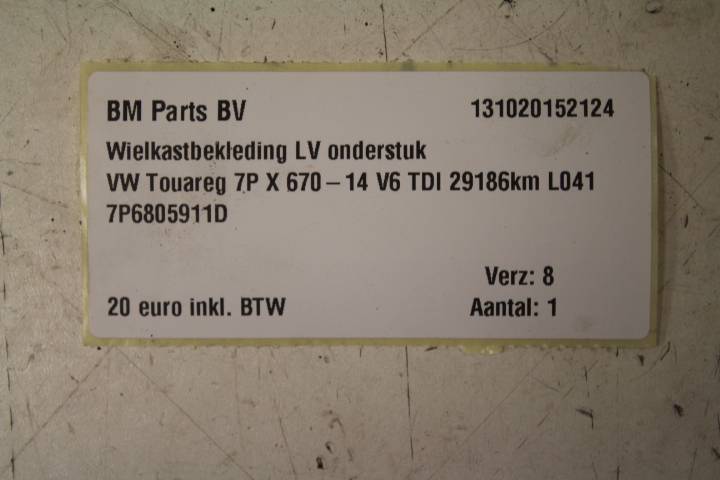 BM Parts BV 131020152124
Wielkastbekleding LV onderstuk
VW Touareg 7P X 670 – 14 V6 TDI 29186km L041
7P6805911D
Verz: 8
20 euro inkl. BTW Aantal: 1